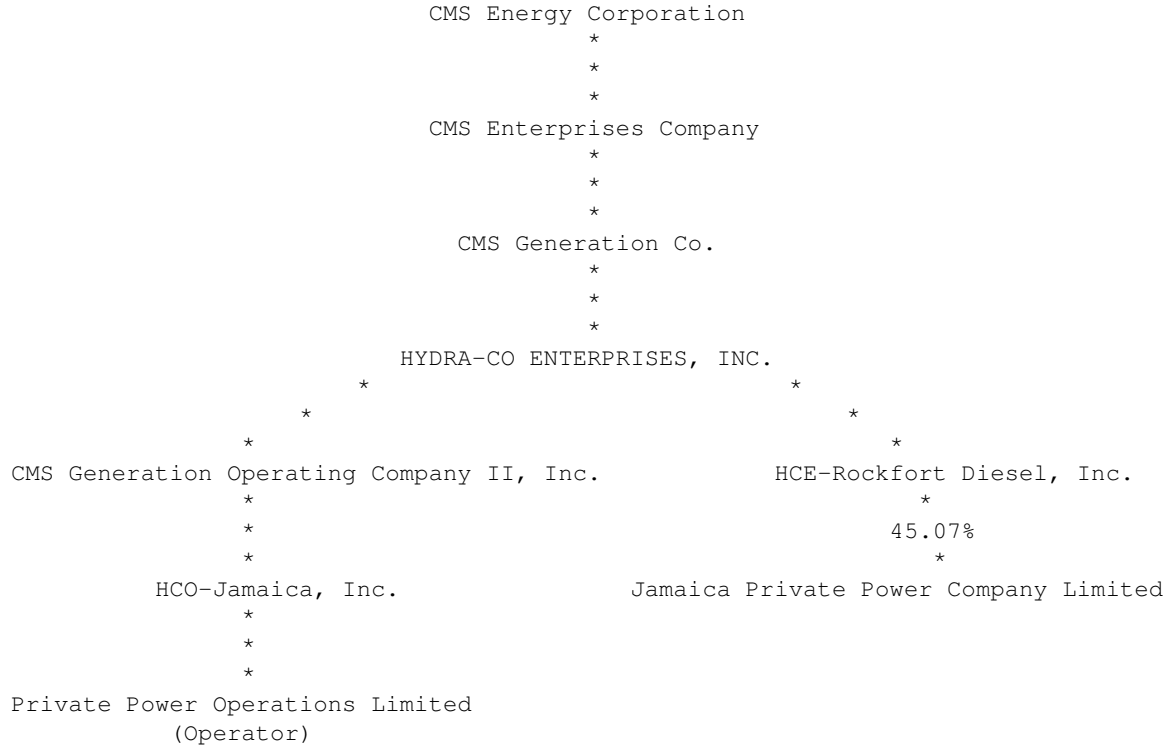 CMS Energy Corporation
*
*
*
CMS Enterprises Company
*
*
*
CMS Generation Co.
*
*
*
HYDRA-CO ENTERPRISES, INC.
* *
* *
* *
CMS Generation Operating Company II, Inc. HCE-Rockfort Diesel, Inc.
* *
* 45.07%
* *
HCO-Jamaica, Inc. Jamaica Private Power Company Limited
*
*
*
Private Power Operations Limited
(Operator)